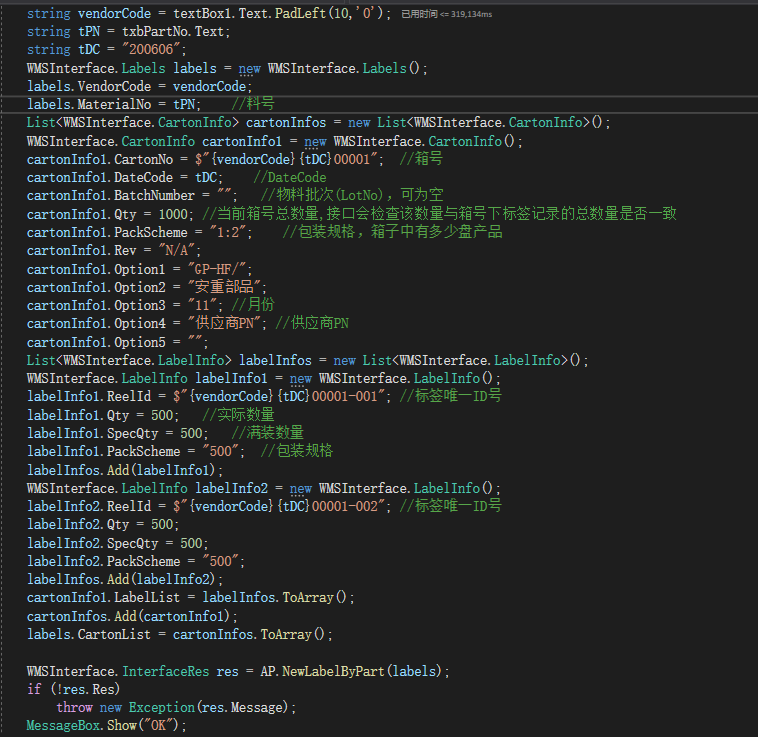 string vendorCode = textBox1.Text.PadLeft(10,'0'); 已用时间 <= 319,134ms
string tPN = txbPartNo.Text;
string tDC = "200606";
WMSInterface.Labels labels = new WMSInterface.Labels();
labels.VendorCode = vendorCode;
labels.MaterialNo = tPN; //料号
List<WMSInterface.CartonInfo> cartonInfos = new List<WMSInterface.CartonInfo>();
WMSInterface.CartonInfo cartonInfo1 = new WMSInterface.CartonInfo();
cartonInfo1.CartonNo = $"{vendorCode}{tDC}00001"; //箱号
cartonInfo1.DateCode = tDC; //DateCode
cartonInfo1.BatchNumber = ""; //物料批次(LotNo), 可为空
cartonInfo1.Qty = 1000; //当前箱号总数量,接口会检查该数量与箱号下标签记录的总数量是否一致
cartonInfo1.PackScheme = "1:2"; //包装规格, 箱子中有多少盘产品
cartonInfo1.Rev = "N/A";
cartonInfo1.Option1 = "GP-HF/";
cartonInfo1.Option2 = "安重部品";
cartonInfo1.Option3 = "11"; //月份
cartonInfo1.Option4 = "供应商PN"; //供应商PN
cartonInfo1.Option5 = "";
List<WMSInterface.LabelInfo> labelInfos = new List<WMSInterface.LabelInfo>();
WMSInterface.LabelInfo labelInfo1 = new WMSInterface.LabelInfo();
labelInfo1.ReelId = $"{vendorCode}{tDC}00001-001"; //标签唯一ID号
labelInfo1.Qty = 500; //实际数量
labelInfo1.SpecQty = 500; //满装数量
labelInfo1.PackScheme = "500"; //包装规格
labelInfos.Add(labelInfo1);
WMSInterface.LabelInfo labelInfo2 = new WMSInterface.LabelInfo();
labelInfo2.ReelId = $"{vendorCode}{tDC}00001-002"; //标签唯一ID号
labelInfo2.Qty = 500;
labelInfo2.SpecQty = 500;
labelInfo2.PackScheme = "500";
labelInfos.Add(labelInfo2);
cartonInfo1.LabelList = labelInfos.ToArray();
cartonInfos.Add(cartonInfo1);
labels.CartonList = cartonInfos.ToArray();
WMSInterface.InterfaceRes res = AP.NewLabelByPart(labels);
if (!res.Res)
throw new Exception(res.Message);
MessageBox.Show("OK");